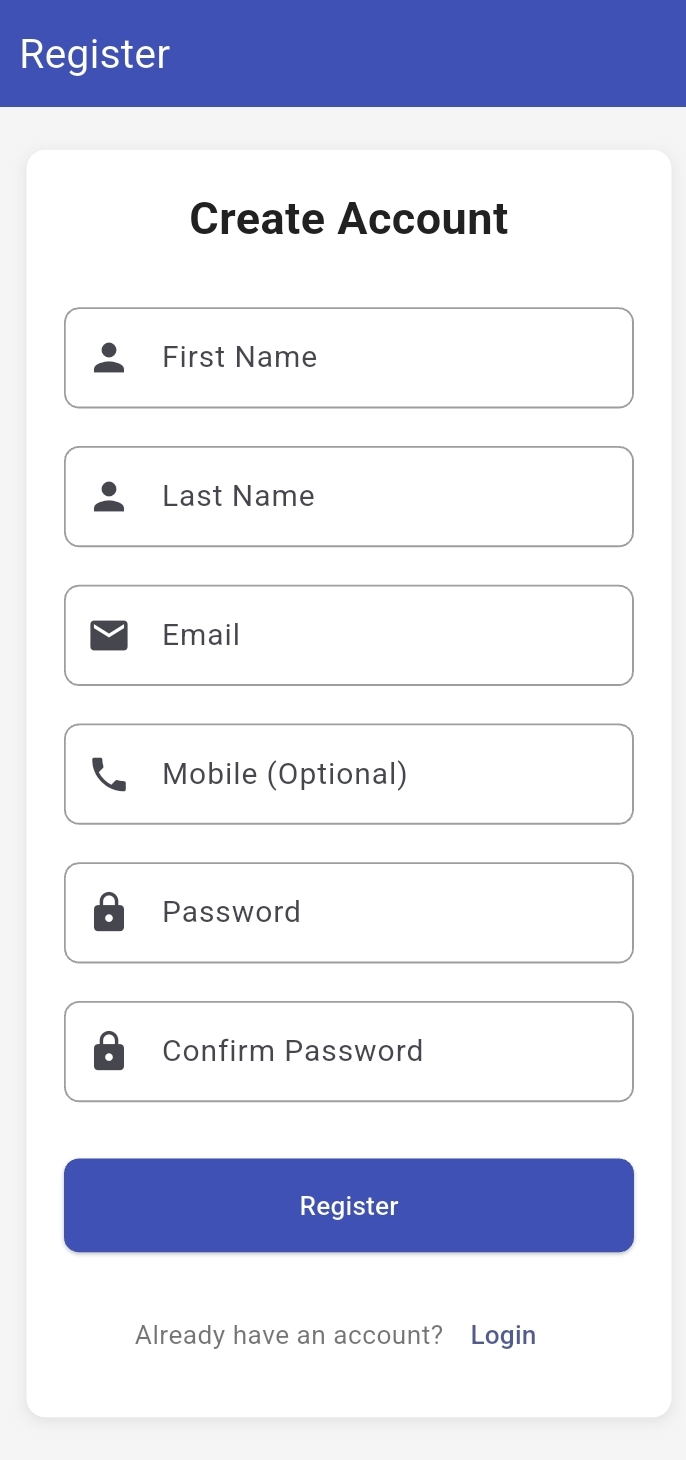 Register
Create Account
First Name
Last Name
Email
Mobile (Optional)
Password
Confirm Password
Register
Already have an account? Login